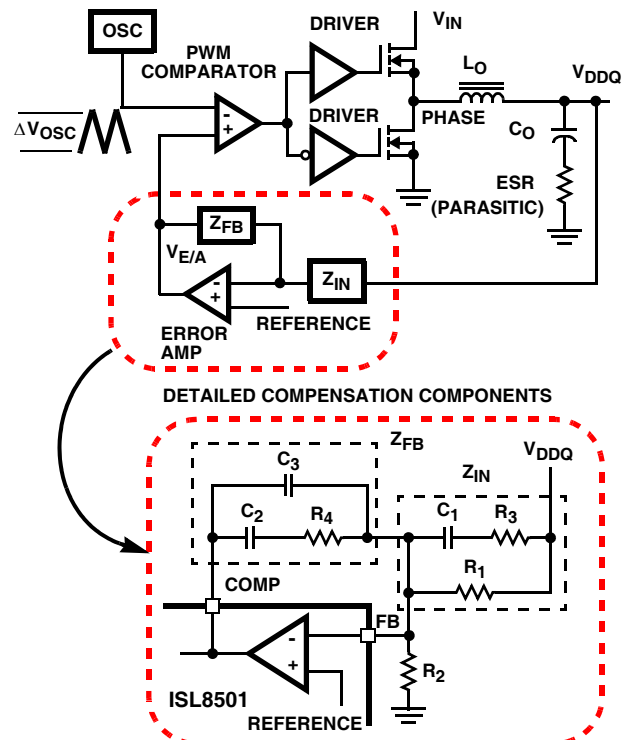 OSC
PWM
COMPARATOR
DRIVER
VIN
LO
VDDQ
ΔVOSC
-
+
DRIVER
PHASE
CO
ESR
(PARASITIC)
ZFB
VE/A
-
+
ZIN
REFERENCE
ERROR
AMP
DETAILED COMPENSATION COMPONENTS
ZFB
VDDQ
C3
ZIN
C2
R4
C1
R3
R1
COMP
FB
-
+
R2
ISL8501
REFERENCE